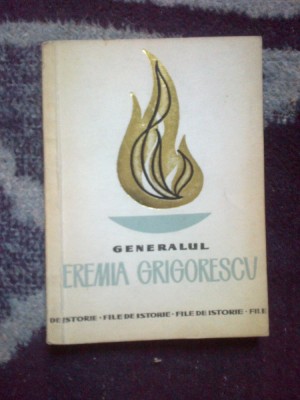 GENERALUL
EREMIA GRIGORESCU
DE ISTORIE · FILE DE ISTORIE · FILE DE ISTORIE · FILE